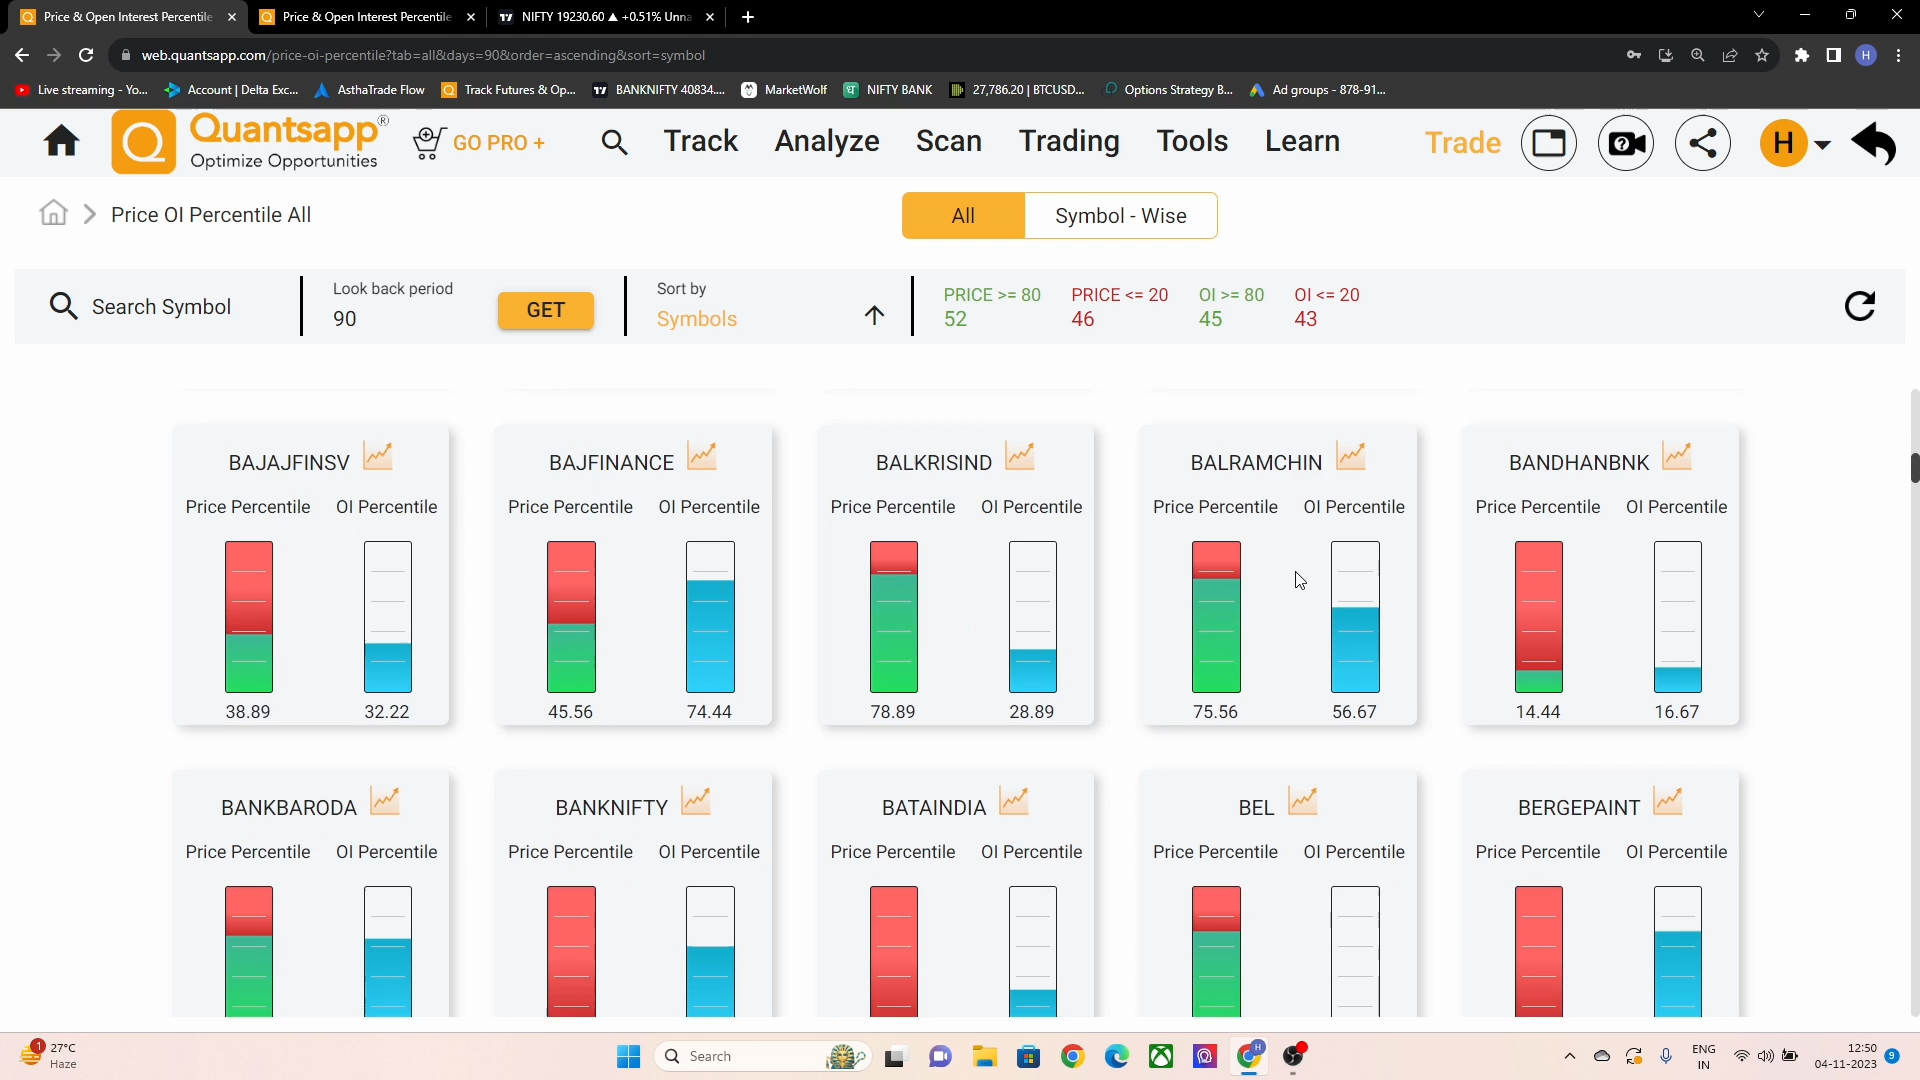 Price & Open Interest Percentile
Price & Open Interest Percentile
NIFTY 19230.60 ▲ +0.51% Unna
web.quantsapp.com/price-oi-percentile?tab=all&days=90&order=ascending&sort=symbol
H
Live streaming - Yo...
Account | Delta Exc...
AsthaTrade Flow
Track Futures & Op...
BANKNIFTY 40834....
MarketWolf
NIFTY BANK
27,786.20 | BTCUSD...
Options Strategy B...
Ad groups - 878-91...
Quantsapp®
Optimize Opportunities
GO PRO +
Track
Analyze
Scan
Trading
Tools
Learn
Trade
H
Price OI Percentile All
All
Symbol - Wise
Search Symbol
Look back period
90
GET
Sort by
Symbols
PRICE >= 80
52
PRICE <= 20
46
OI >= 80
45
OI <= 20
43
BAJAJFINSV
Price Percentile OI Percentile
38.89 32.22
BAJFINANCE
Price Percentile OI Percentile
45.56 74.44
BALKRISIND
Price Percentile OI Percentile
78.89 28.89
BALRAMCHIN
Price Percentile OI Percentile
75.56 56.67
BANDHANBNK
Price Percentile OI Percentile
14.44 16.67
BANKBARODA
Price Percentile OI Percentile
BANKNIFTY
Price Percentile OI Percentile
BATAINDIA
Price Percentile OI Percentile
BEL
Price Percentile OI Percentile
BERGEPAINT
Price Percentile OI Percentile
1
27°C
Haze
Search
H
ENG
IN
12:50
04-11-2023
9